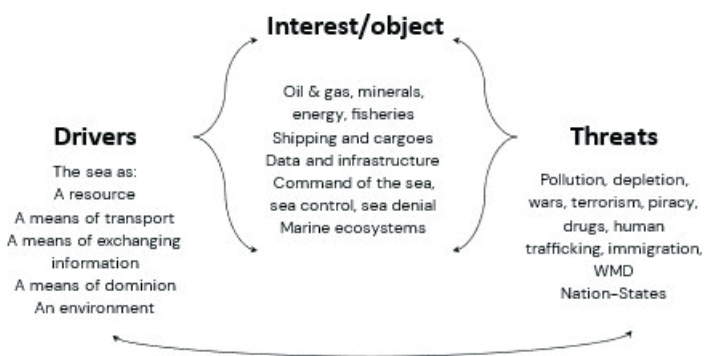 Interest/object
Oil & gas, minerals,
energy, fisheries
Shipping and cargoes
Data and infrastructure
Command of the sea,
sea control, sea denial
Marine ecosystems
Drivers
The sea as:
A resource
A means of transport
A means of exchanging
information
A means of dominion
An environment
Threats
Pollution, depletion,
wars, terrorism, piracy,
drugs, human
trafficking, immigration,
WMD
Nation-States